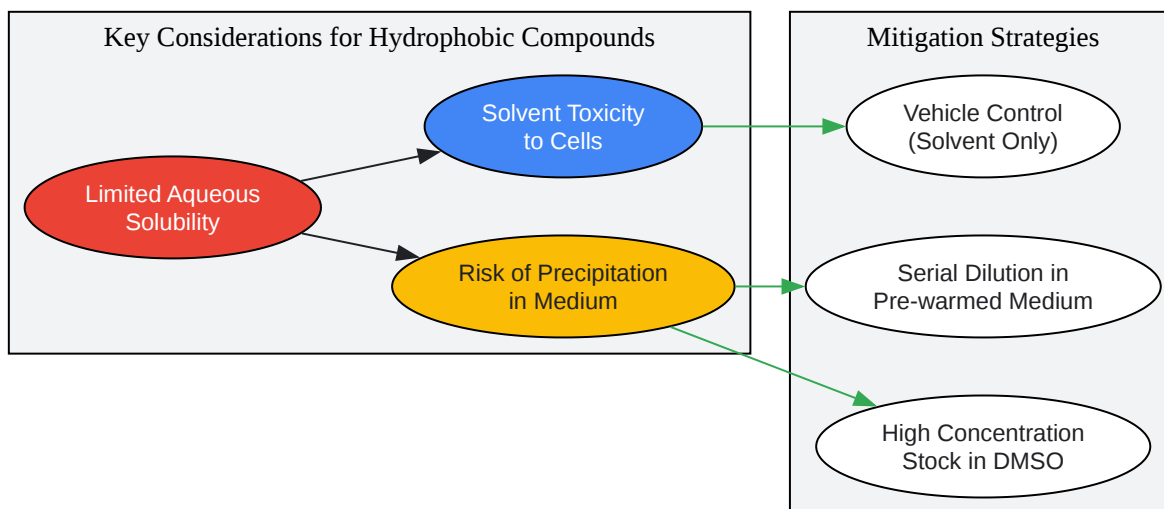 Key Considerations for Hydrophobic Compounds
Limited Aqueous
Solubility
Solvent Toxicity
to Cells
Risk of Precipitation
in Medium
Mitigation Strategies
Vehicle Control
(Solvent Only)
Serial Dilution in
Pre-warmed Medium
High Concentration
Stock in DMSO